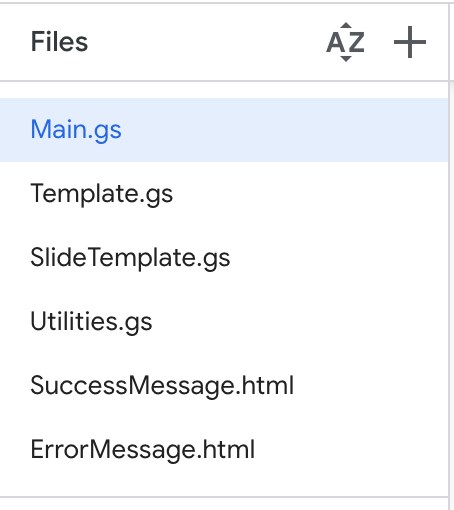 Files AZ
Main.gs
Template.gs
SlideTemplate.gs
Utilities.gs
SuccessMessage.html
ErrorMessage.html